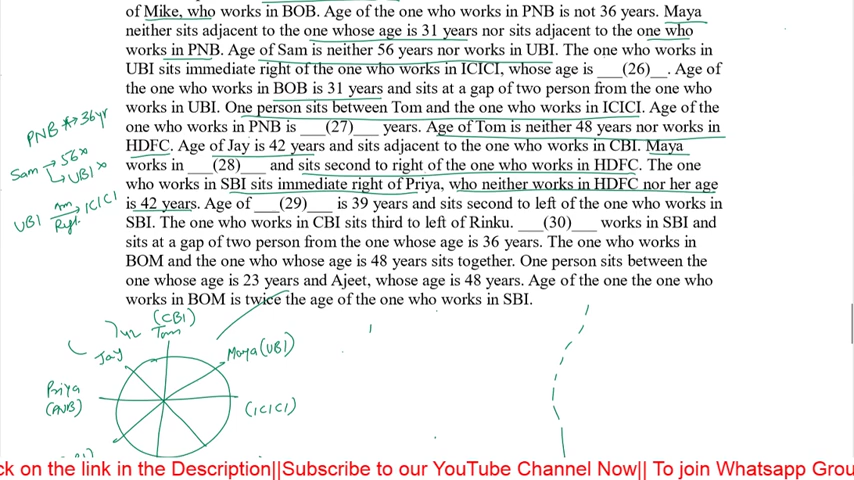 of Mike, who works in BOB. Age of the one who works in PNB is not 36 years. Maya
neither sits adjacent to the one whose age is 31 years nor sits adjacent to the one who
works in PNB. Age of Sam is neither 56 years nor works in UBI. The one who works in
UBI sits immediate right of the one who works in ICICI, whose age is ___(26)__. Age of
the one who works in BOB is 31 years and sits at a gap of two person from the one who
works in UBI. One person sits between Tom and the one who works in ICICI. Age of the
one who works in PNB is ___(27)___ years. Age of Tom is neither 48 years nor works in
HDFC. Age of Jay is 42 years and sits adjacent to the one who works in CBI. Maya
works in ___(28)___ and sits second to right of the one who works in HDFC. The one
who works in SBI sits immediate right of Priya, who neither works in HDFC nor her age
is 42 years. Age of ___(29)___ is 39 years and sits second to left of the one who works in
SBI. The one who works in CBI sits third to left of Rinku. ___(30)___ works in SBI and
sits at a gap of two person from the one whose age is 36 years. The one who works in
BOM and the one who whose age is 48 years sits together. One person sits between the
one whose age is 23 years and Ajeet, whose age is 48 years. Age of the one the one who
works in BOM is twice the age of the one who works in SBI.
PNB 36yr
Sam → 56 x
↳ UBI x
UBI → ICICI
(CBI)
42 Tom
Jay
Maya (UBI)
Priya
(PNB)
(ICICI)
ck on the link in the Description||Subscribe to our YouTube Channel Now|| To join Whatsapp Grou